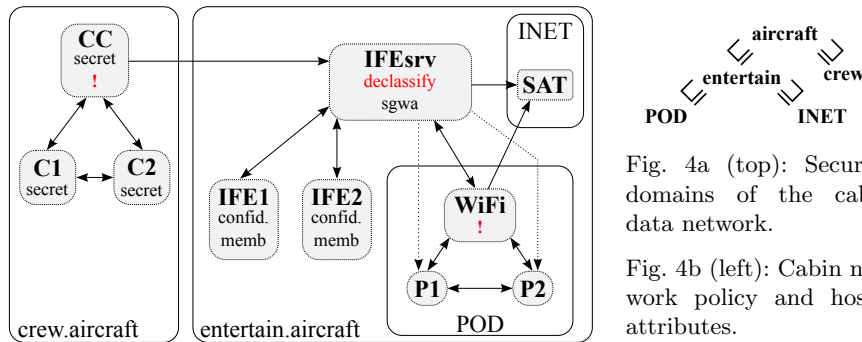 CC
secret
!
C1
secret
C2
secret
crew.aircraft
IFEsrv
declassify
sgwa
INET
SAT
IFE1
confid.
memb
IFE2
confid.
memb
WiFi
!
P1
P2
POD
entertain.aircraft
aircraft
entertain
crew
POD
INET
Fig. 4a (top): Secur
domains of the cab
data network.
Fig. 4b (left): Cabin n
work policy and hos
attributes.